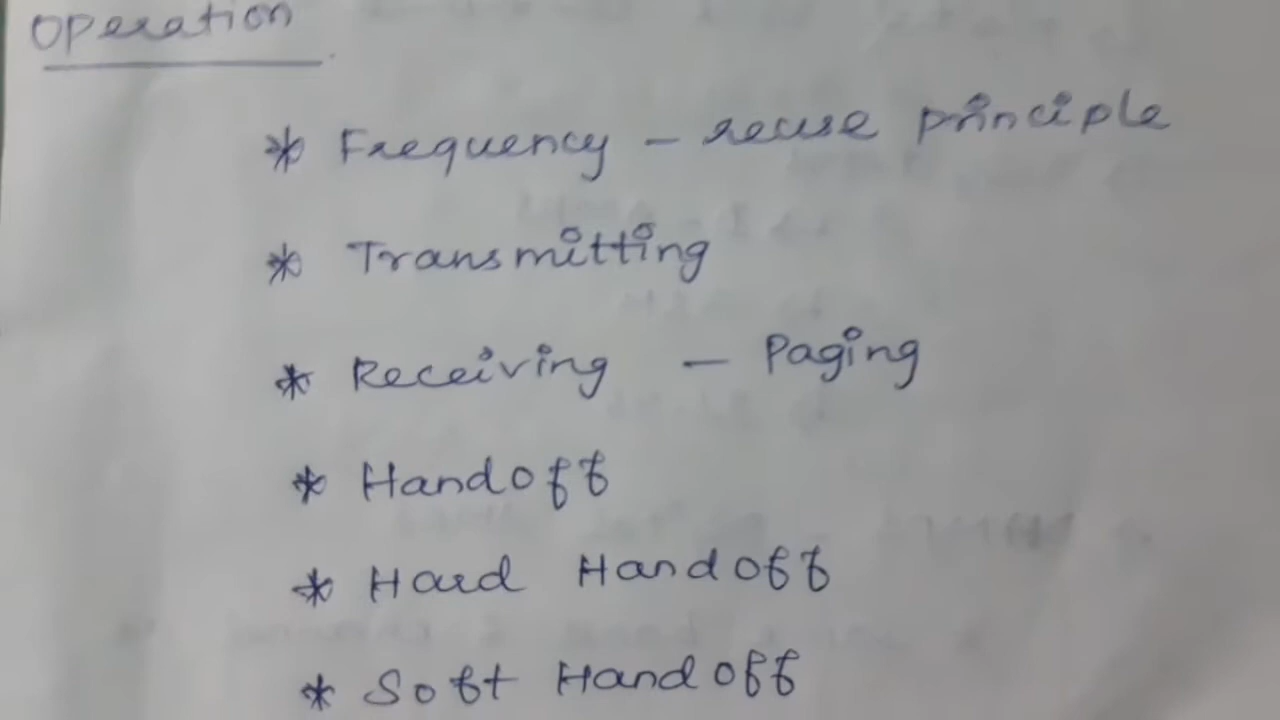 Operation
* Frequency - reuse principle
* Transmitting
* Receiving - Paging
* Handoff
* Hard Handoff
* Soft Handoff